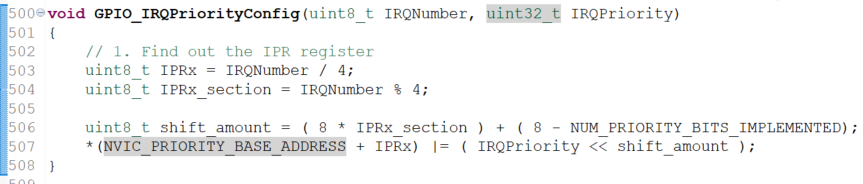 500 void GPIO_IRQPriorityConfig(uint8_t IRQNumber, uint32_t IRQPriority)
501 {
502 // 1. Find out the IPR register
503 uint8_t IPRx = IRQNumber / 4;
504 uint8_t IPRx_section = IRQNumber % 4;
505
506 uint8_t shift_amount = ( 8 * IPRx_section ) + ( 8 - NUM_PRIORITY_BITS_IMPLEMENTED);
507 *(NVIC_PRIORITY_BASE_ADDRESS + IPRx) |= ( IRQPriority << shift_amount );
508 }